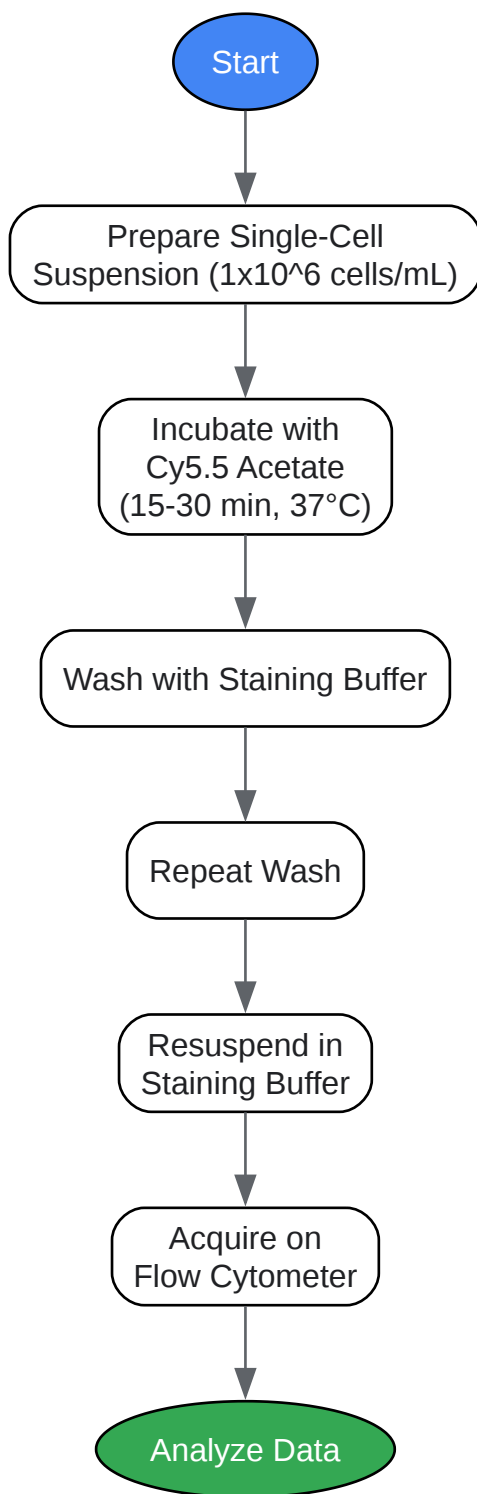 Start
Prepare Single-Cell
Suspension (1x10^6 cells/mL)
Incubate with
Cy5.5 Acetate
(15-30 min, 37°C)
Wash with Staining Buffer
Repeat Wash
Resuspend in
Staining Buffer
Acquire on
Flow Cytometer
Analyze Data